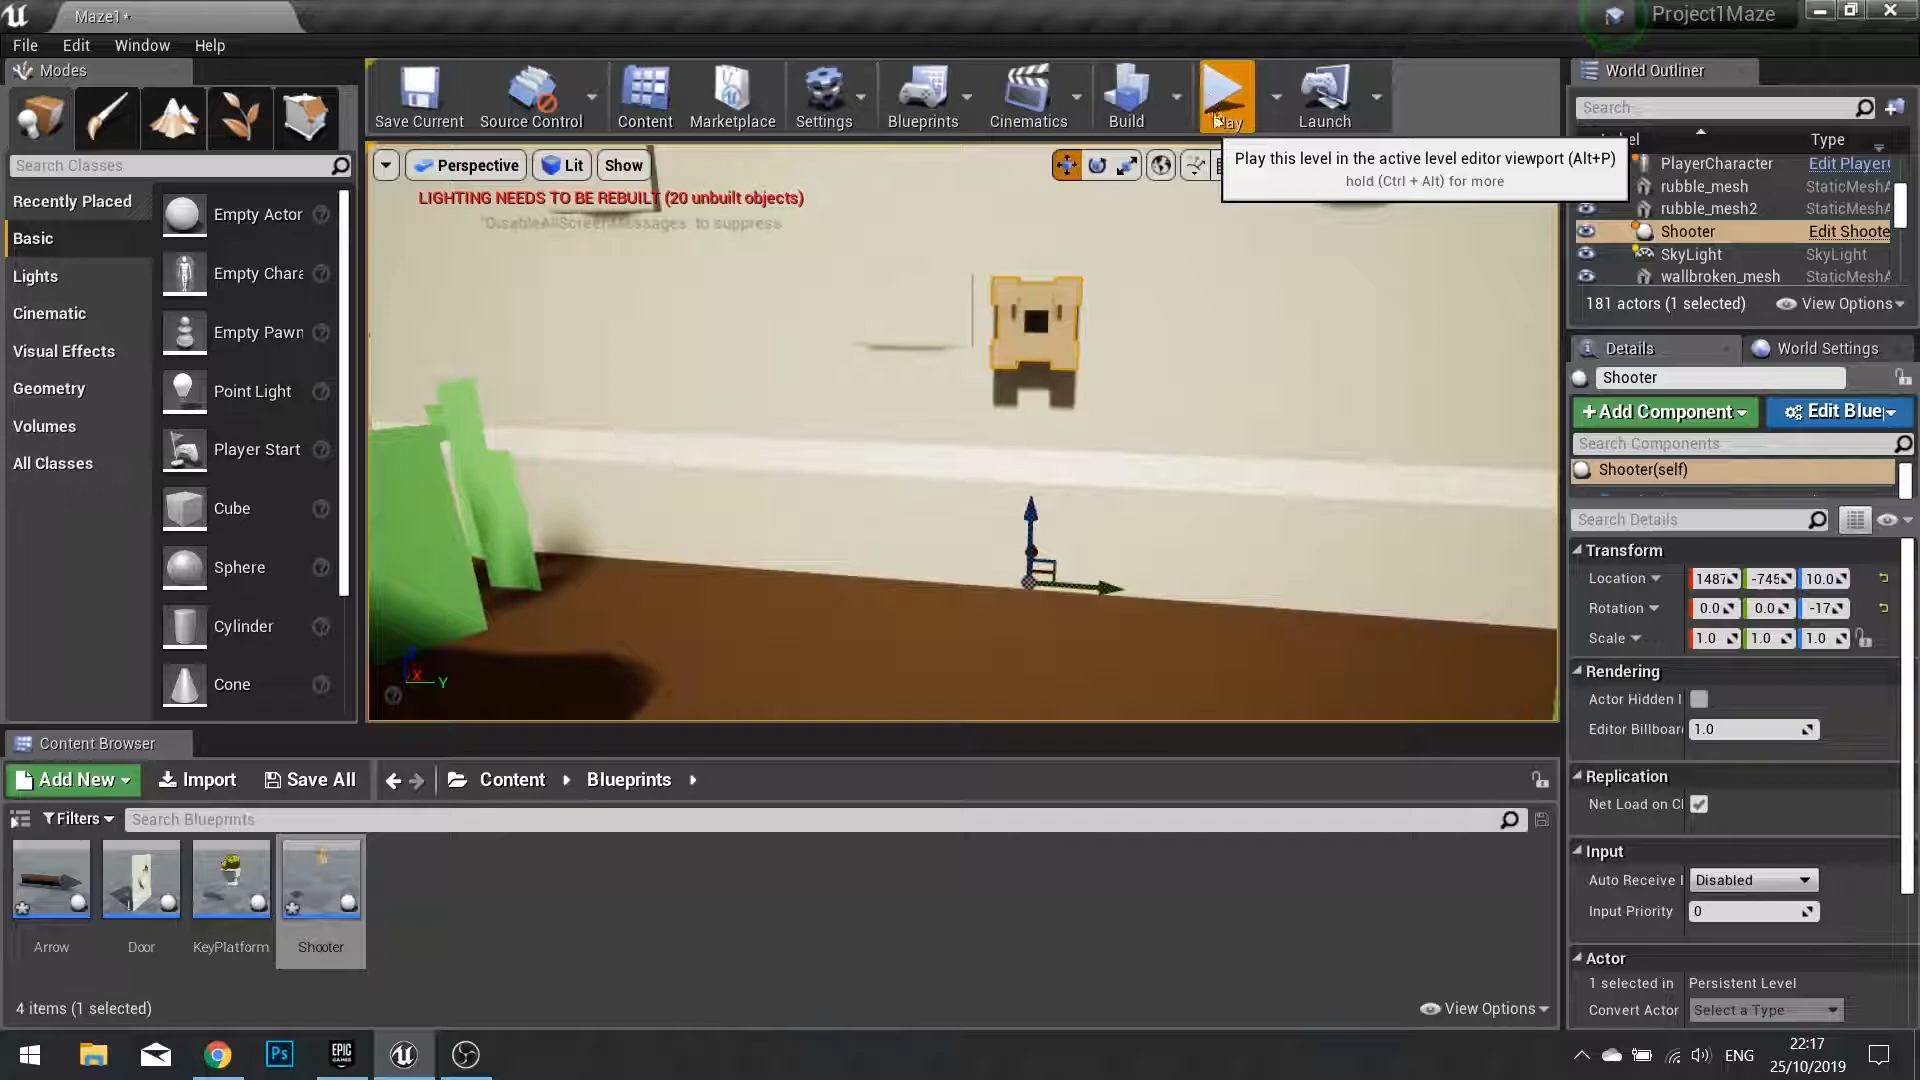 Maze1*
Project1Maze
File Edit Window Help
Modes
Search Classes
Recently Placed
Basic
Lights
Cinematic
Visual Effects
Geometry
Volumes
All Classes
Empty Actor
Empty Chara
Empty Pawn
Point Light
Player Start
Cube
Sphere
Cylinder
Cone
Save Current
Source Control
Content
Marketplace
Settings
Blueprints
Cinematics
Build
Launch
Play this level in the active level editor viewport (Alt+P)
hold (Ctrl + Alt) for more
Perspective
Lit
Show
LIGHTING NEEDS TO BE REBUILT (20 unbuilt objects)
'DisableAllScreenMessages' to suppress
Z
X
Y
World Outliner
Search
Type
PlayerCharacter Edit Player
rubble_mesh StaticMeshA
rubble_mesh2 StaticMeshA
Shooter Edit Shoote
SkyLight SkyLight
wallbroken_mesh StaticMeshA
181 actors (1 selected)
View Options
Details
World Settings
Shooter
+Add Component
Edit Blue
Search Components
Shooter(self)
Search Details
Transform
Location 1487 -745 10.0
Rotation 0.0 0.0 -17
Scale 1.0 1.0 1.0
Rendering
Actor Hidden I
Editor Billboar 1.0
Replication
Net Load on Cl
Input
Auto Receive I Disabled
Input Priority 0
Actor
1 selected in Persistent Level
Convert Actor Select a Type
Content Browser
Add New
Import
Save All
Content
Blueprints
Filters
Search Blueprints
Arrow
Door
KeyPlatform
Shooter
4 items (1 selected)
View Options
Ps
EPIC
GAMES
ENG
22:17
25/10/2019